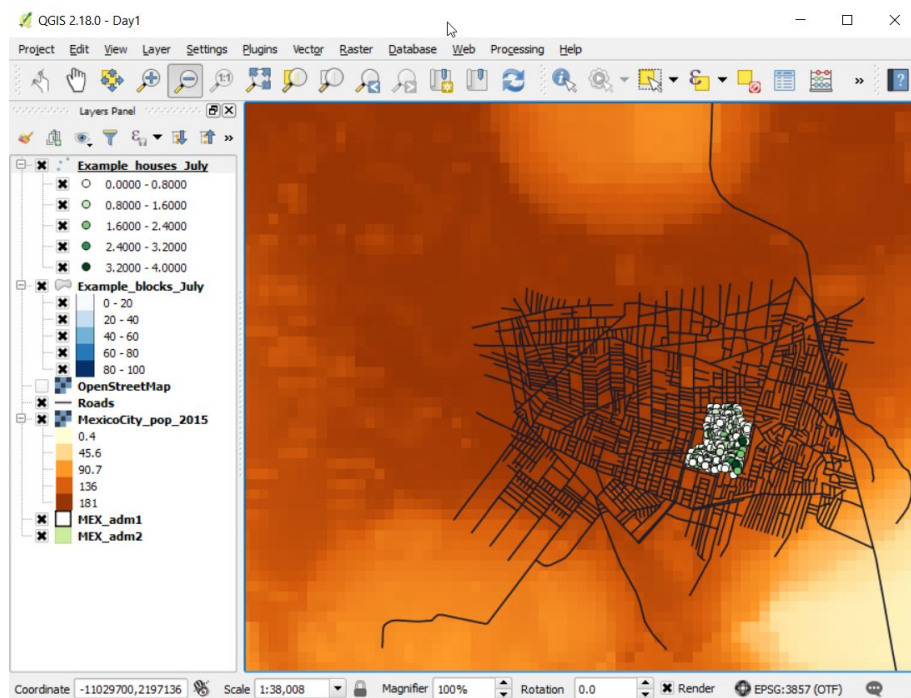 QGIS 2.18.0 - Day1
Project Edit View Layer Settings Plugins Vector Raster Database Web Processing Help
1:1
»
?
Layers Panel
»
Example_houses_July
0.0000 - 0.8000
0.8000 - 1.6000
1.6000 - 2.4000
2.4000 - 3.2000
3.2000 - 4.0000
Example_blocks_July
0 - 20
20 - 40
40 - 60
60 - 80
80 - 100
OpenStreetMap
Roads
MexicoCity_pop_2015
0.4
45.6
90.7
136
181
MEX_adm1
MEX_adm2
Coordinate -11029700,2197136 Scale 1:38,008 Magnifier 100% Rotation 0.0 Render EPSG:3857 (OTF)